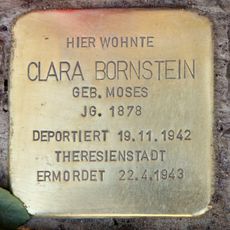 HIER WOHNTE
CLARA BORNSTEIN
GEB. MOSES
JG. 1878
DEPORTIERT 19.11.1942
THERESIENSTADT
ERMORDET 22.4.1943